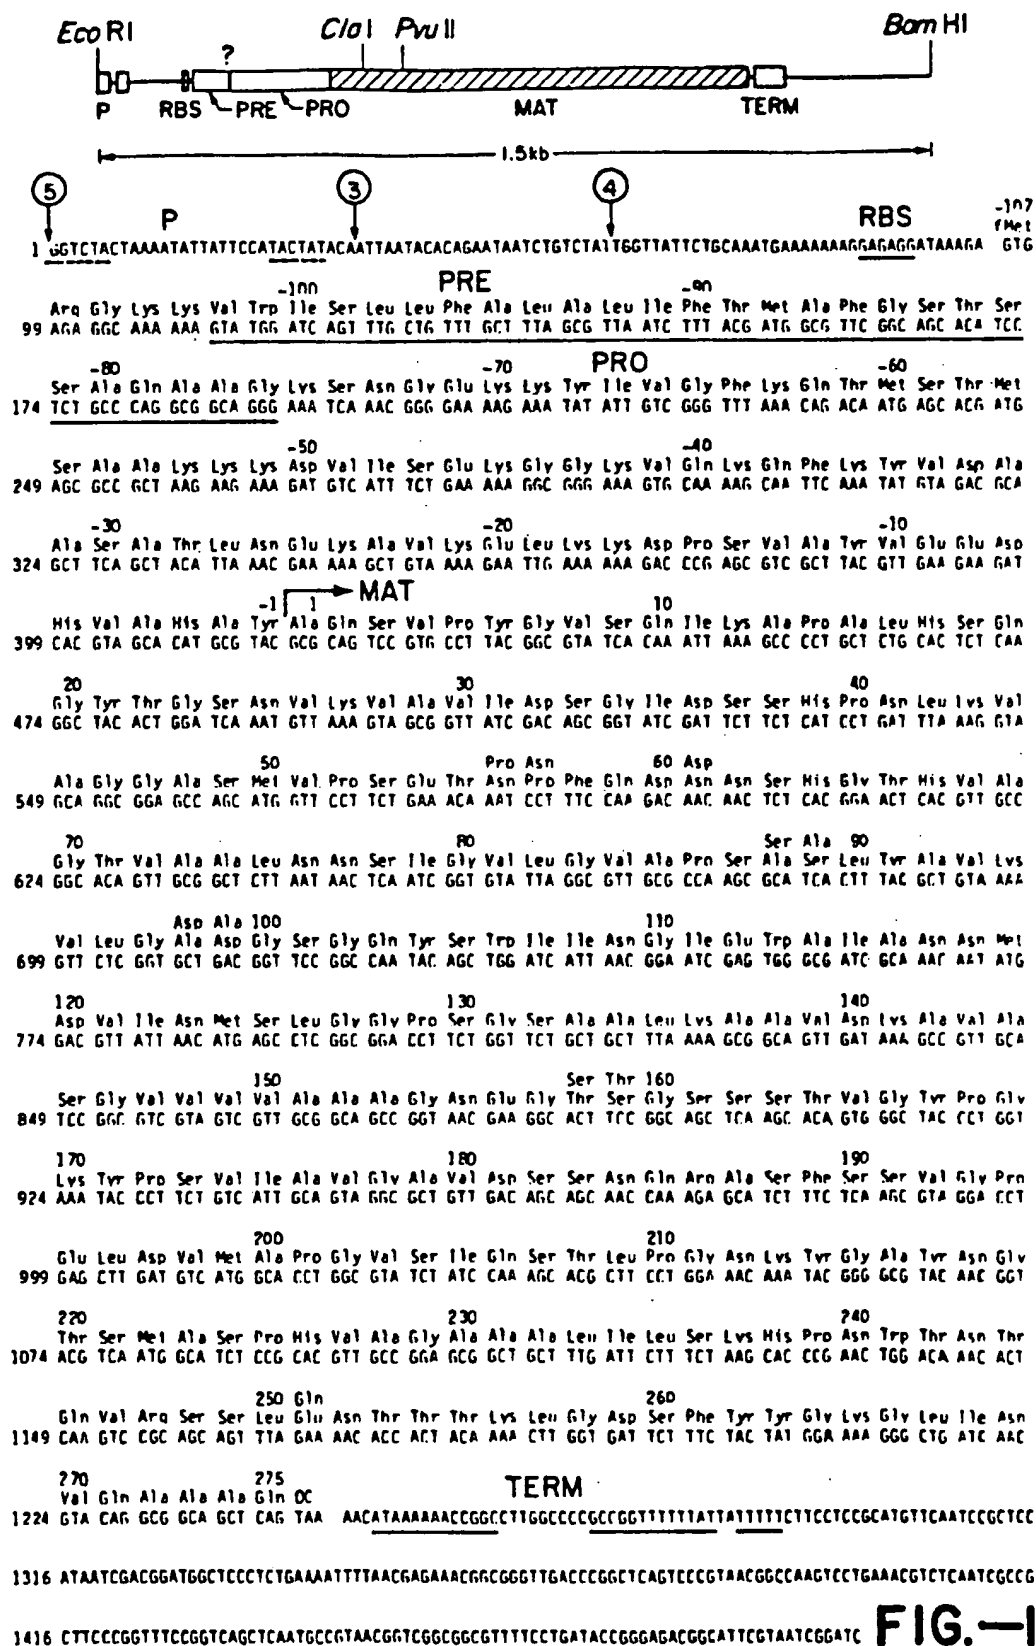 Eco RI
Cla I
Pvu II
Bam HI
?
P
RBS
PRE
PRO
MAT
TERM
1.5kb
5
3
4
P
RBS
-107
fMet
1 GGTCTACTAAAATATTATTCCATACTATACAATTAATACACAGAATAATCTGTCTATTGGTTATTCTGCAAATGAAAAAAAGGAGAGGATAAAGA GTG
PRE
-100 -90
Arg Gly Lys Lys Val Trp Ile Ser Leu Leu Phe Ala Leu Ala Leu Ile Phe Thr Met Ala Phe Gly Ser Thr Ser
99 AGA GGC AAA AAA GTA TGG ATC AGT TTG CTG TTT GCT TTA GCG TTA ATC TTT ACG ATG GCG TTC GGC AGC ACA TCC
PRO
-80 -70 -60
Ser Ala Gln Ala Ala Gly Lys Ser Asn Gly Glu Lys Lys Tyr Ile Val Gly Phe Lys Gln Thr Met Ser Thr Met
174 TCT GCC CAG GCG GCA GGG AAA TCA AAC GGG GAA AAG AAA TAT ATT GTC GGG TTT AAA CAG ACA ATG AGC ACG ATG
-50 -40
Ser Ala Ala Lys Lys Lys Asp Val Ile Ser Glu Lys Gly Gly Lys Val Gln Lys Gln Phe Lys Tyr Val Asp Ala
249 AGC GCC GCT AAG AAG AAA GAT GTC ATT TCT GAA AAA GGC GGG AAA GTG CAA AAG CAA TTC AAA TAT GTA GAC GCA
-30 -20 -10
Ala Ser Ala Thr Leu Asn Glu Lys Ala Val Lys Glu Leu Lys Lys Asp Pro Ser Val Ala Tyr Val Glu Glu Asp
324 GCT TCA GCT ACA TTA AAC GAA AAA GCT GTA AAA GAA TTG AAA AAA GAC CCG AGC GTC GCT TAC GTT GAA GAA GAT
-1 1 MAT 10
His Val Ala His Ala Tyr Ala Gln Ser Val Pro Tyr Gly Val Ser Gln Ile Lys Ala Pro Ala Leu His Ser Gln
399 CAC GTA GCA CAT GCG TAC GCG CAG TCC GTG CCT TAC GGC GTA TCA CAA ATT AAA GCC CCT GCT CTG CAC TCT CAA
20 30 40
Gly Tyr Thr Gly Ser Asn Val Lys Val Ala Val Ile Asp Ser Gly Ile Asp Ser Ser His Pro Asn Leu Lys Val
474 GGC TAC ACT GGA TCA AAT GTT AAA GTA GCG GTT ATC GAC AGC GGT ATC GAT TCT TCT CAT CCT GAT TTA AAG GTA
50 Pro Asn 60 Asp
Ala Gly Gly Ala Ser Met Val Pro Ser Glu Thr Asn Pro Phe Gln Asn Asn Asn Ser His Gly Thr His Val Ala
549 GCA GGC GGA GCC AGC ATG GTT CCT TCT GAA ACA AAT CCT TTC CAA GAC AAC AAC TCT CAC GGA ACT CAC GTT GCC
70 80 Ser Ala 90
Gly Thr Val Ala Ala Leu Asn Asn Ser Ile Gly Val Leu Gly Val Ala Pro Ser Ala Ser Leu Tyr Ala Val Lys
624 GGC ACA GTT GCG GCT CTT AAT AAC TCA ATC GGT GTA TTA GGC GTT GCG CCA AGC GCA TCA CTT TAC GCT GTA AAA
Asp Ala 100 110
Val Leu Gly Ala Asp Gly Ser Gly Gln Tyr Ser Trp Ile Ile Asn Gly Ile Glu Trp Ala Ile Ala Asn Asn Met
699 GTT CTC GGT GCT GAC GGT TCC GGC CAA TAC AGC TGG ATC ATT AAC GGA ATC GAG TGG GCG ATC GCA AAC AAT ATG
120 130 140
Asp Val Ile Asn Met Ser Leu Gly Gly Pro Ser Gly Ser Ala Ala Leu Lys Ala Ala Val Asn Lys Ala Val Ala
774 GAC GTT ATT AAC ATG AGC CTC GGC GGA CCT TCT GGT TCT GCT GCT TTA AAA GCG GCA GTT GAT AAA GCC GTT GCA
150 Ser Thr 160
Ser Gly Val Val Val Val Ala Ala Ala Gly Asn Glu Gly Thr Ser Gly Ser Ser Ser Thr Val Gly Tyr Pro Gly
849 TCC GGC GTC GTA GTC GTT GCG GCA GCC GGT AAC GAA GGC ACT TCC GGC AGC TCA AGC ACA GTG GGC TAC CCT GGT
170 180 190
Lys Tyr Pro Ser Val Ile Ala Val Gly Ala Val Asn Ser Ser Asn Gln Arg Ala Ser Phe Ser Ser Val Gly Pro
924 AAA TAC CCT TCT GTC ATT GCA GTA GGC GCT GTT GAC AGC AGC AAC CAA AGA GCA TCT TTC TCA AGC GTA GGA CCT
200 210
Glu Leu Asp Val Met Ala Pro Gly Val Ser Ile Gln Ser Thr Leu Pro Gly Asn Lys Tyr Gly Ala Tyr Asn Gly
999 GAG CTT GAT GTC ATG GCA CCT GGC GTA TCT ATC CAA AGC ACG CTT CCT GGA AAC AAA TAC GGG GCG TAC AAC GGT
220 230 240
Thr Ser Met Ala Ser Pro His Val Ala Gly Ala Ala Ala Leu Ile Leu Ser Lys His Pro Asn Trp Thr Asn Thr
1074 ACG TCA ATG GCA TCT CCG CAC GTT GCC GGA GCG GCT GCT TTG ATT CTT TCT AAG CAC CCG AAC TGG ACA AAC ACT
250 Gln 260
Gln Val Arg Ser Ser Leu Glu Asn Thr Thr Thr Lys Leu Gly Asp Ser Phe Tyr Tyr Gly Lys Gly Leu Ile Asn
1149 CAA GTC CGC AGC AGT TTA GAA AAC ACC ACT ACA AAA CTT GGT GAT TCT TTC TAC TAT GGA AAA GGG CTG ATC AAC
270 275 TERM
Val Gln Ala Ala Ala Gln OC
1224 GTA CAG GCG GCA GCT CAG TAA AACATAAAAAACCGGCCTTGGCCCCGCCGGTTTTTTATTATTTTTCTTCCTCCGCATGTTCAATCCGCTCC
1316 ATAATCGACGGATGGCTCCCTCTGAAAATTTTAACGAGAAACGGCGGGTTGACCCGGCTCAGTCCCGTAACGGCCAAGTCCTGAAACGTCTCAATCGCCG
1416 CTTCCCGGTTTCCGGTCAGCTCAATGCCGTAACGGTCGGCGGCGTTTTCCTGATACCGGGAGACGGCATTCGTAATCGGATC
FIG.—1